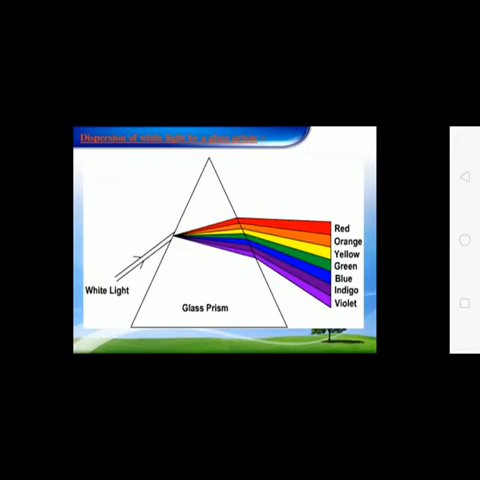 Dispersion of white light by a glass prism
Red
Orange
Yellow
Green
Blue
Indigo
Violet
White Light
Glass Prism